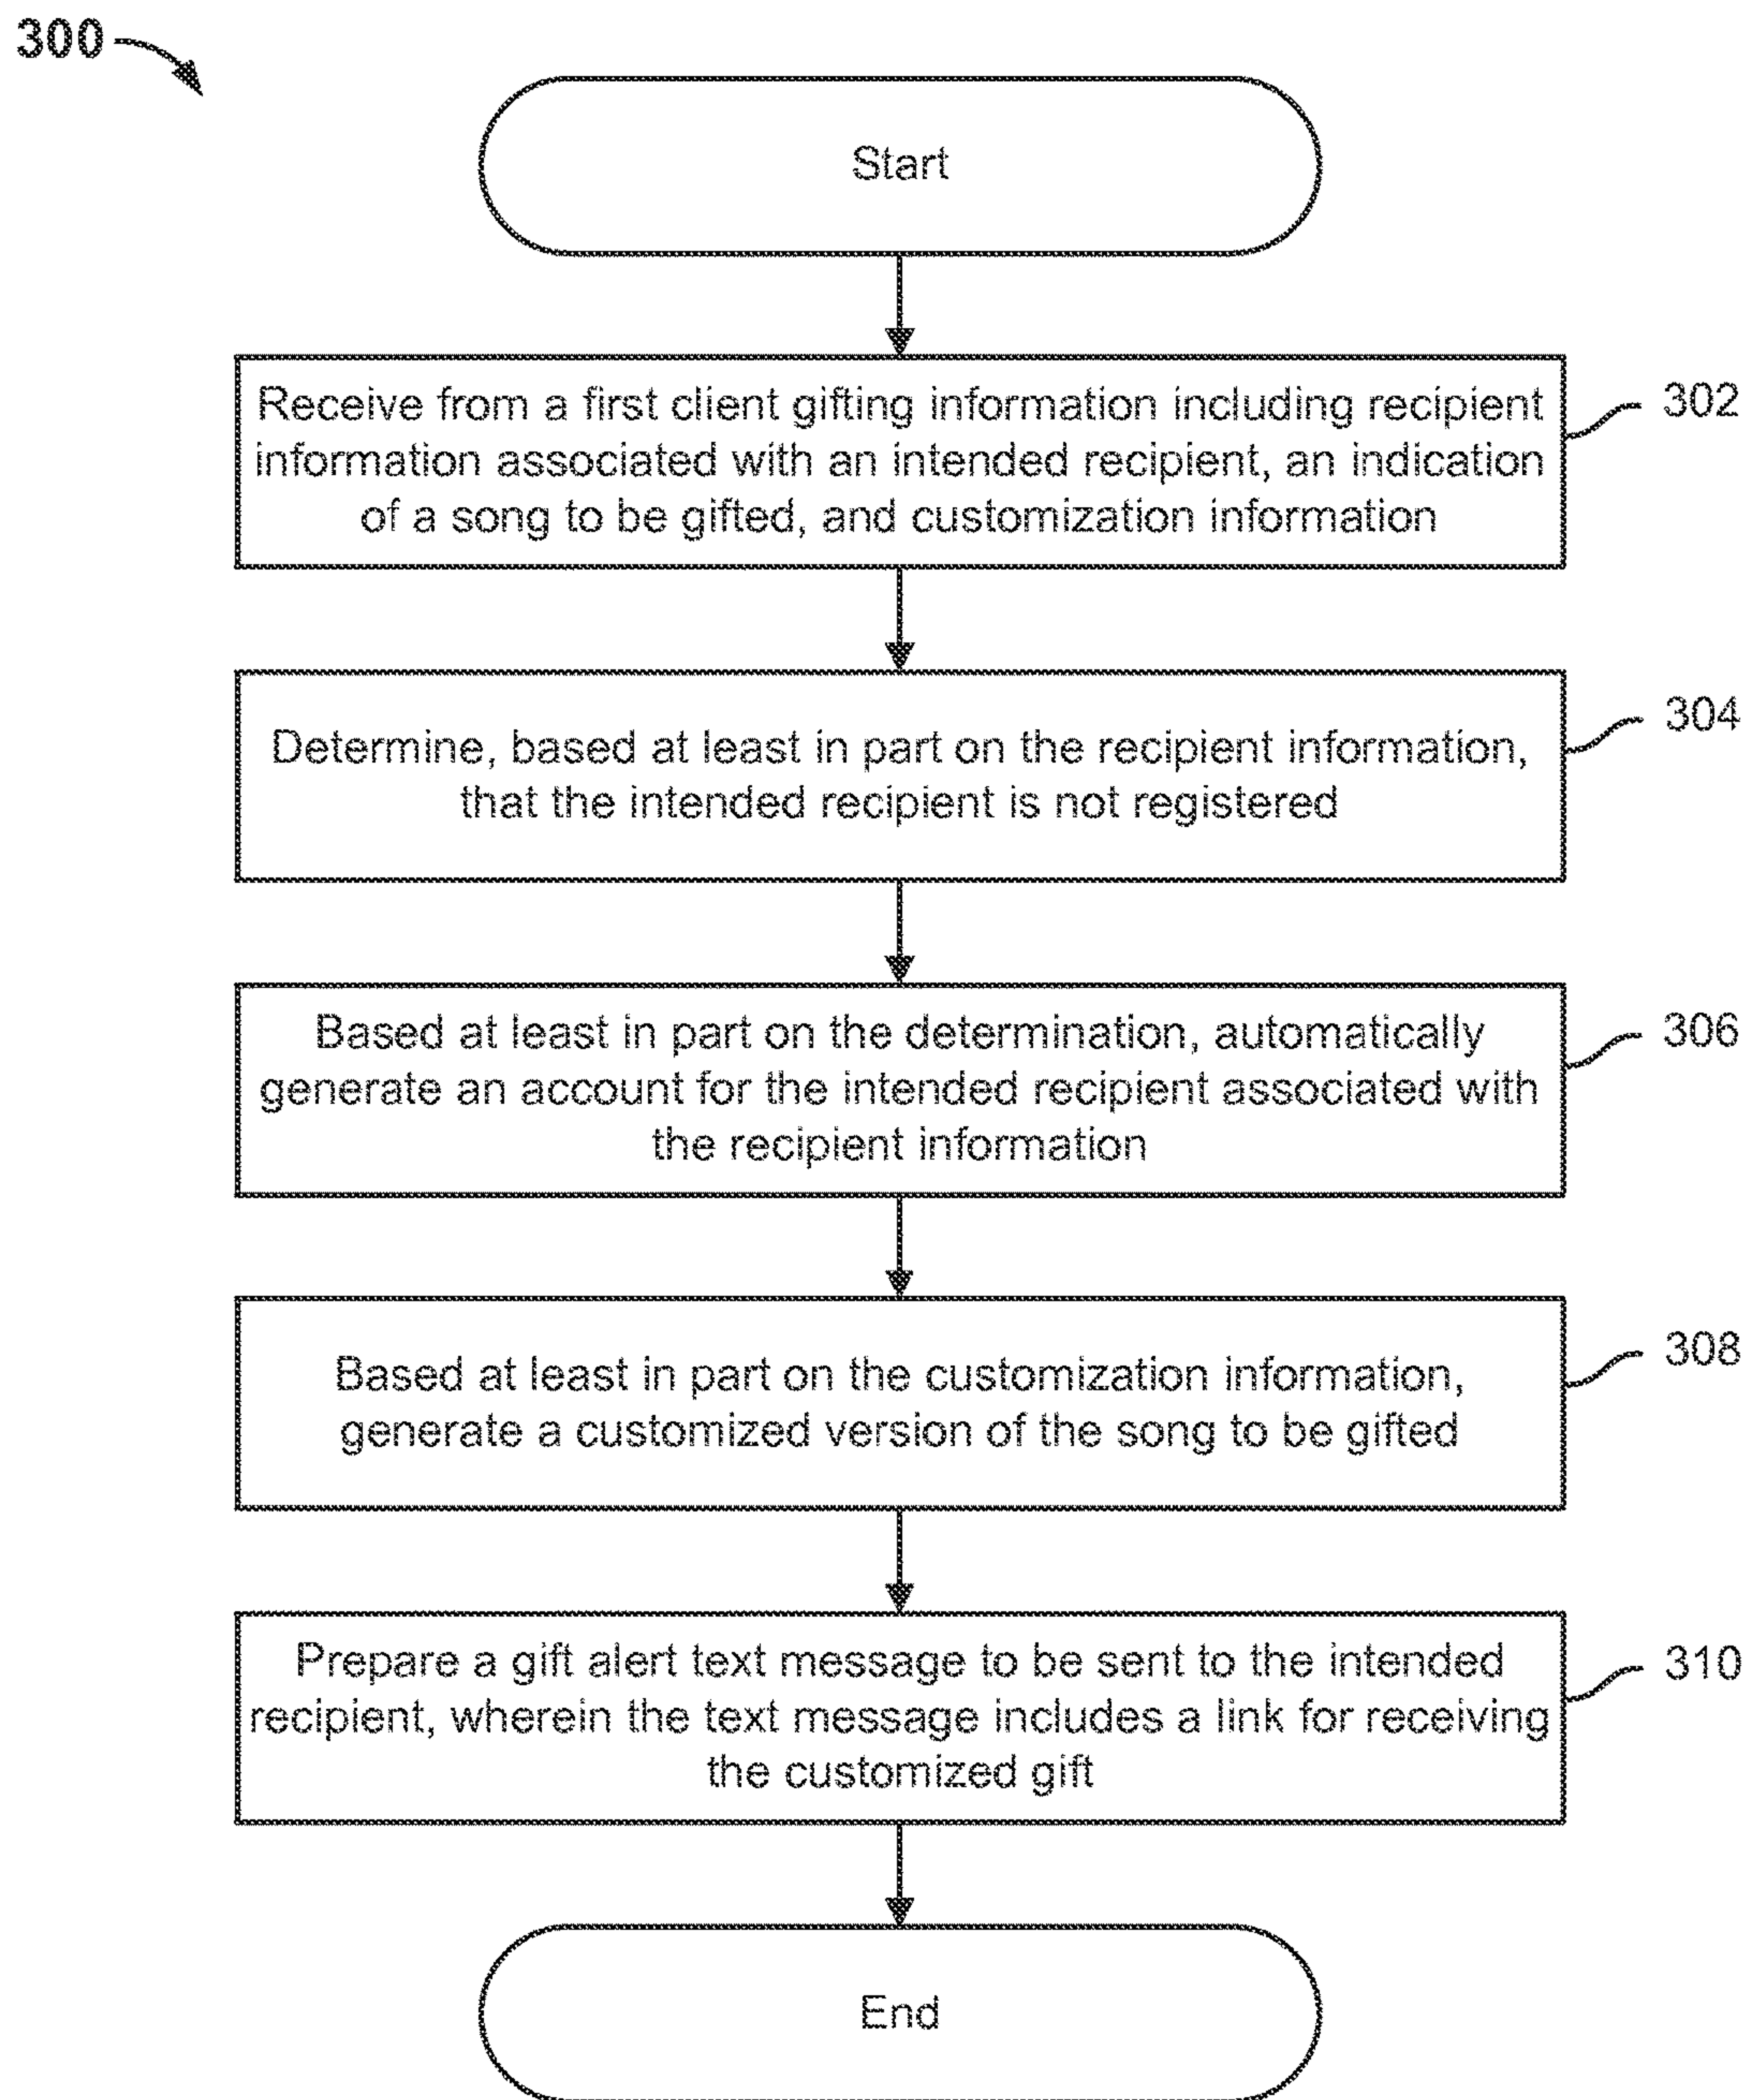 300
Start
Receive from a first client gifting information including recipient
information associated with an intended recipient, an indication
of a song to be gifted, and customization information
302
Determine, based at least in part on the recipient information,
that the intended recipient is not registered
304
Based at least in part on the determination, automatically
generate an account for the intended recipient associated with
the recipient information
306
Based at least in part on the customization information,
generate a customized version of the song to be gifted
308
Prepare a gift alert text message to be sent to the intended
recipient, wherein the text message includes a link for receiving
the customized gift
310
End